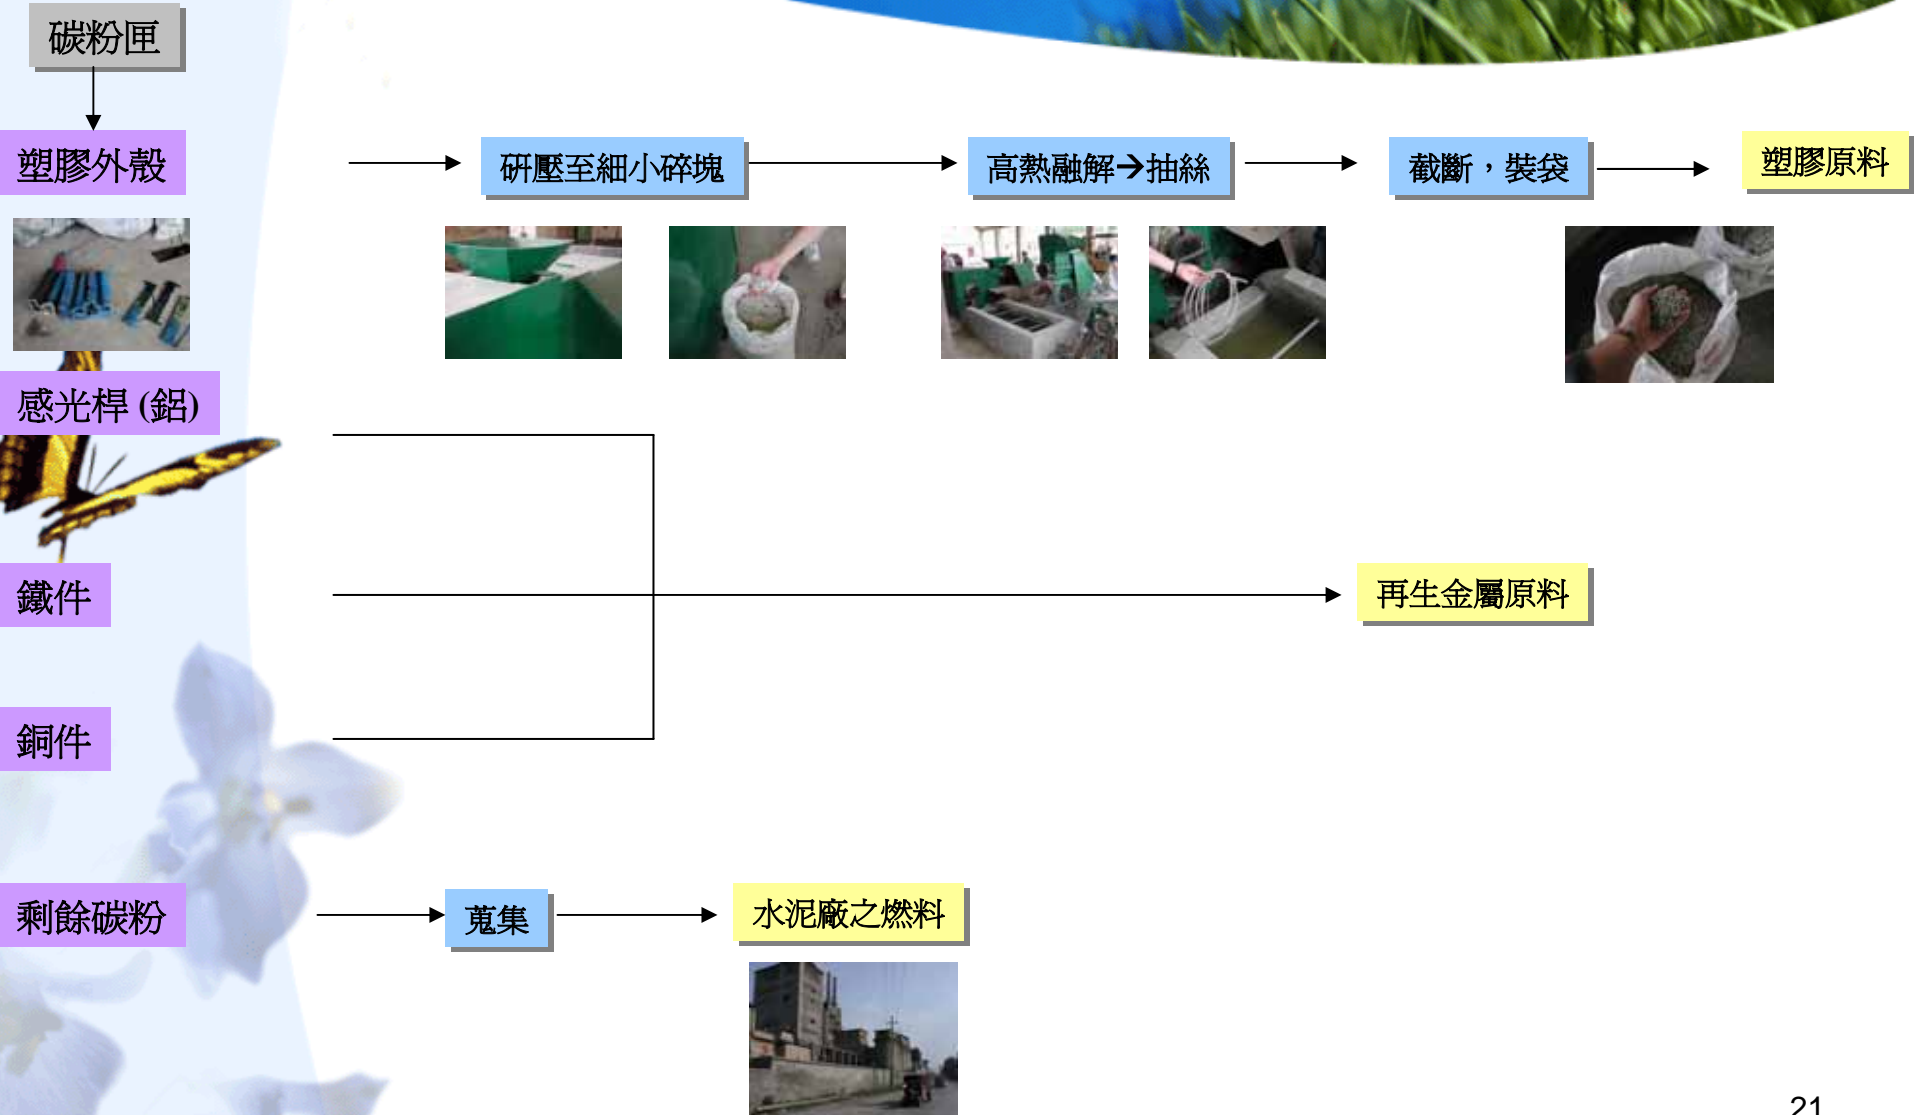 碳粉匣
塑膠外殼
研壓至細小碎塊
高熱融解→抽絲
截斷，裝袋
塑膠原料
感光桿 (鋁)
鐵件
再生金屬原料
銅件
剩餘碳粉
蒐集
水泥廠之燃料
21